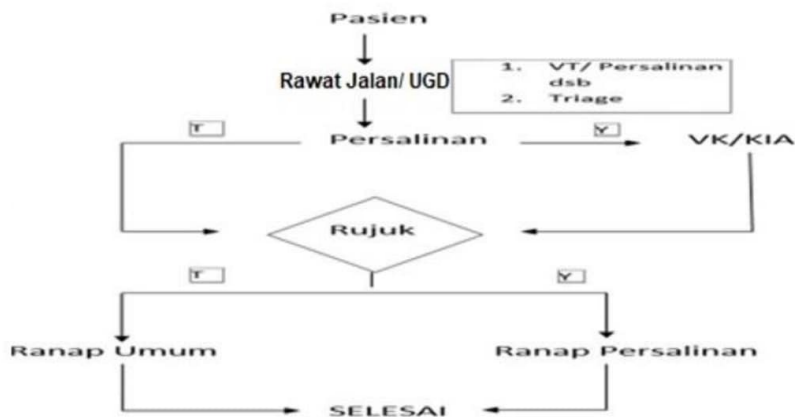 Pasien
Rawat Jalan/ UGD
1. VT/ Persalinan
dsb
2. Triage
T
Y
Persalinan
VK/KIA
Rujuk
T
Y
Ranap Umum
Ranap Persalinan
SELESAI